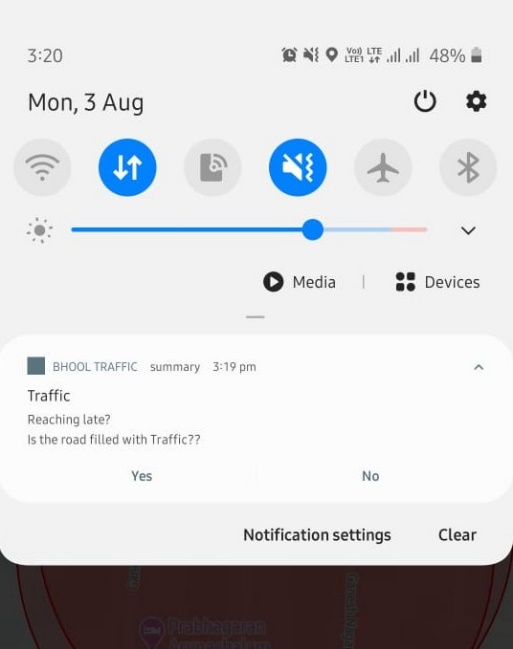 3:20 Vo)) LTE1 LTE 48%
Mon, 3 Aug
Media | Devices
BHOOL TRAFFIC summary 3:19 pm
Traffic
Reaching late?
Is the road filled with Traffic??
Yes No
Notification settings Clear
Prabhagaran